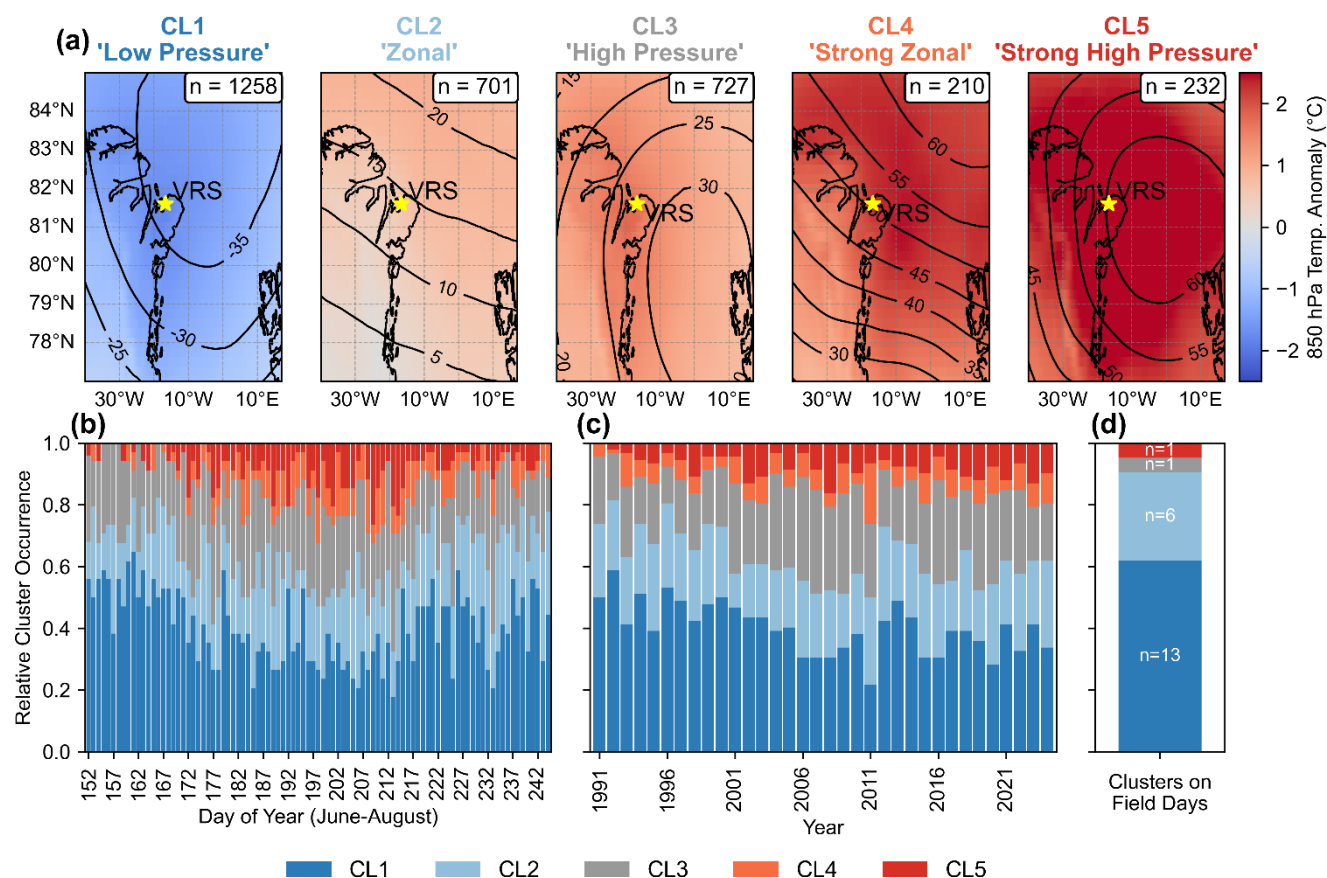 (a)
CL1
'Low Pressure'
CL2
'Zonal'
CL3
'High Pressure'
CL4
'Strong Zonal'
CL5
'Strong High Pressure'
n = 1258
n = 701
n = 727
n = 210
n = 232
84°N
83°N
82°N
81°N
80°N
79°N
78°N
VRS
-35
-30
-25
VRS
20
15
10
5
VRS
15
25
30
20
VRS
60
55
45
40
30
35
VRS
60
55
50
45
30°W
10°W
10°E
30°W
10°W
10°E
30°W
10°W
10°E
30°W
10°W
10°E
30°W
10°W
10°E
2
1
0
−1
−2
850 hPa Temp. Anomaly (°C)
(b)
1.0
0.8
0.6
0.4
0.2
0.0
Relative Cluster Occurrence
152
157
162
167
172
177
182
187
192
197
202
207
212
217
222
227
232
237
242
Day of Year (June-August)
(c)
1991
1996
2001
2006
2011
2016
2021
Year
(d)
n=1
n=1
n=6
n=13
Clusters on
Field Days
CL1
CL2
CL3
CL4
CL5